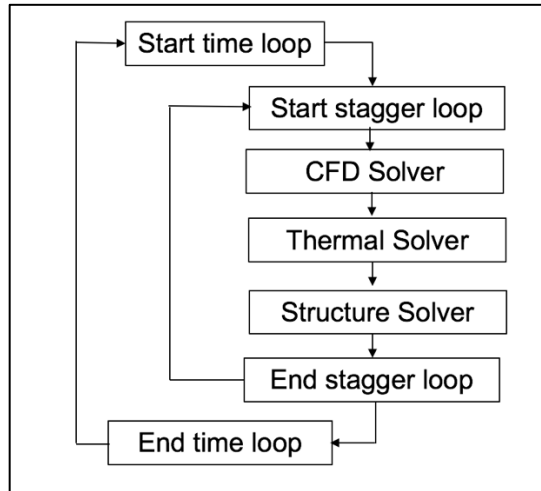 Start time loop
Start stagger loop
CFD Solver
Thermal Solver
Structure Solver
End stagger loop
End time loop